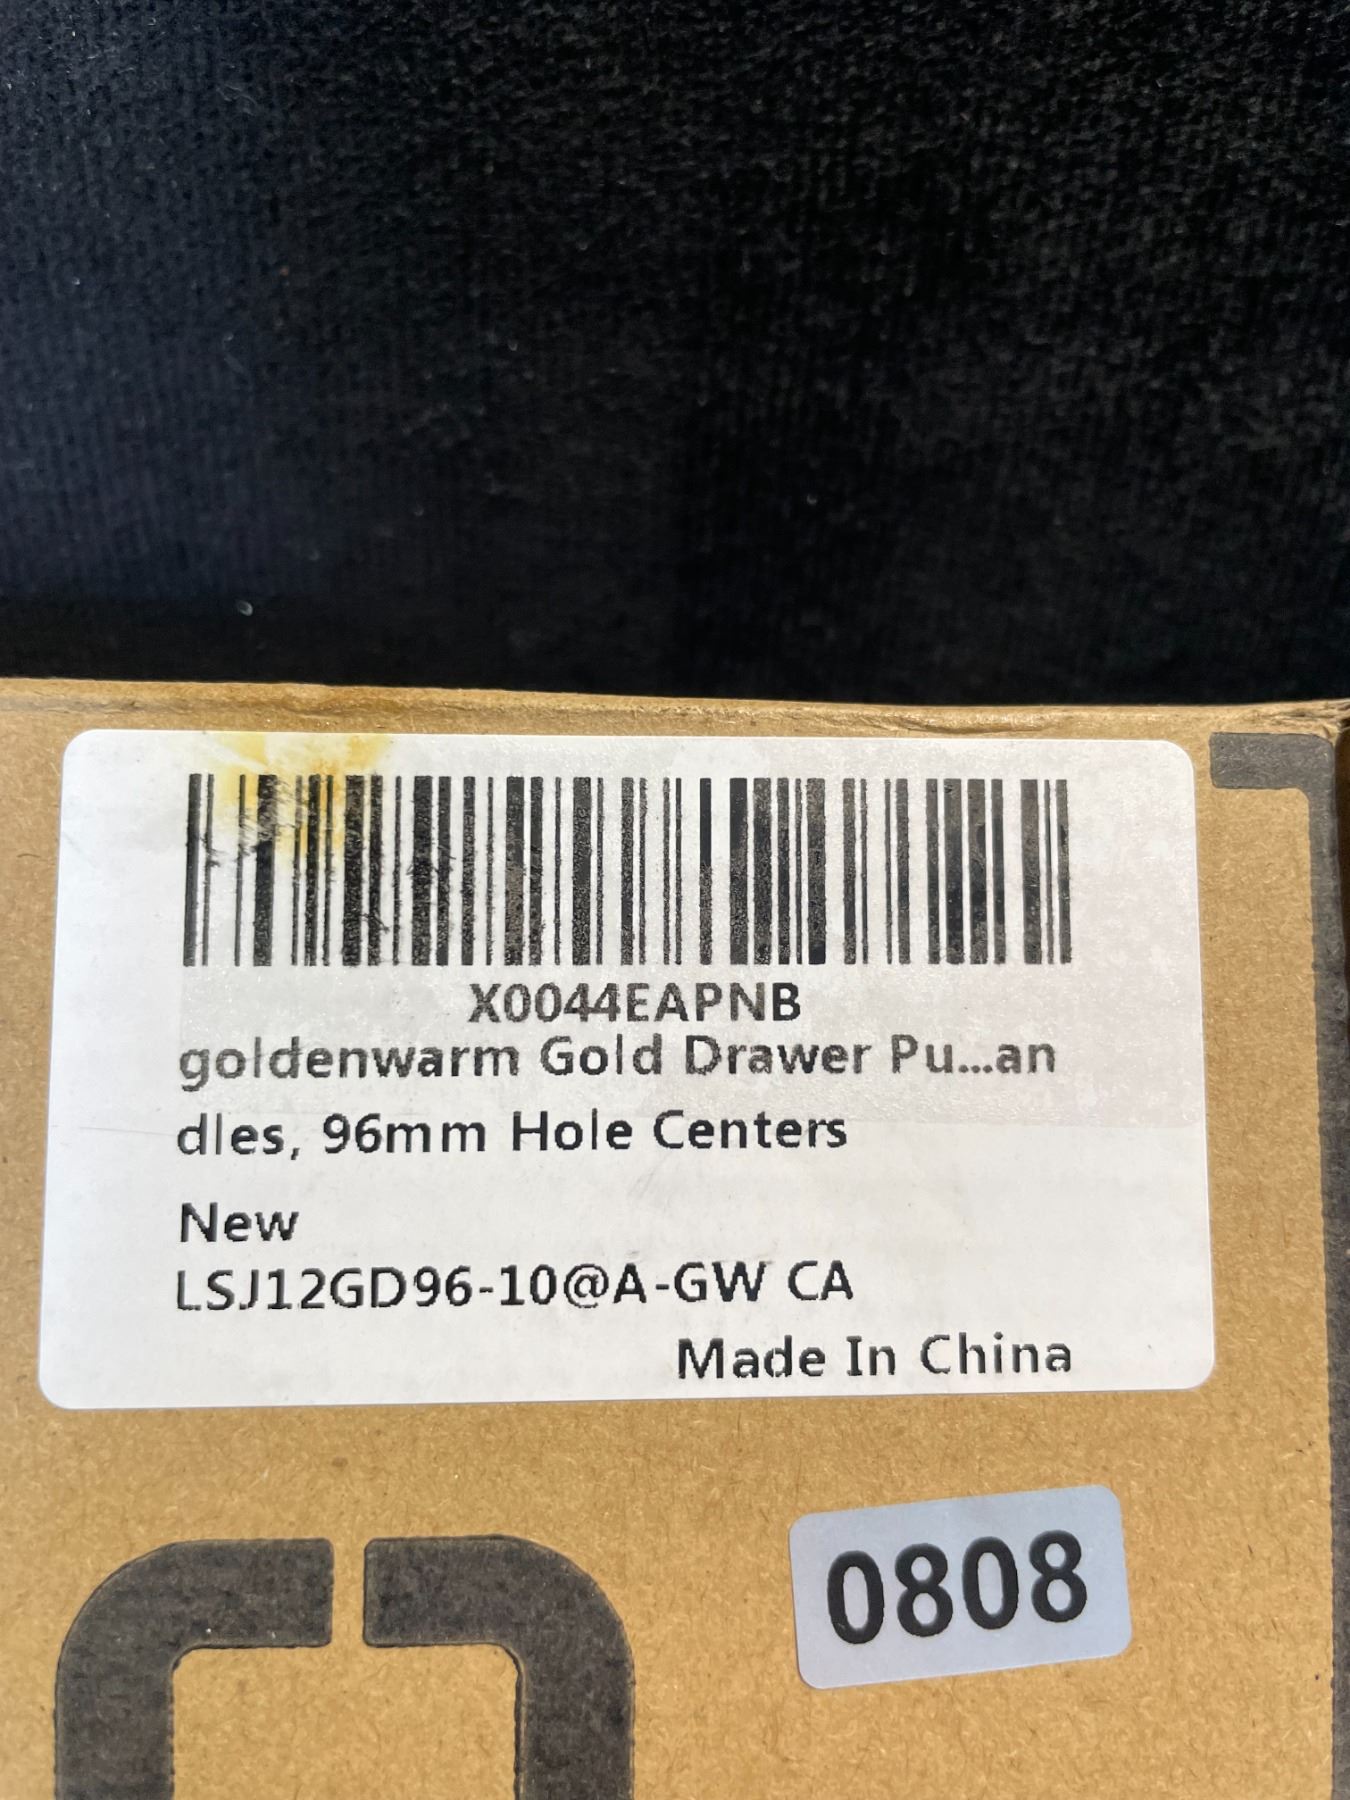 X0044EAPNB
goldenwarm Gold Drawer Pu...an
dles, 96mm Hole Centers
New
LSJ12GD96-10@A-GW CA
Made In China
0808